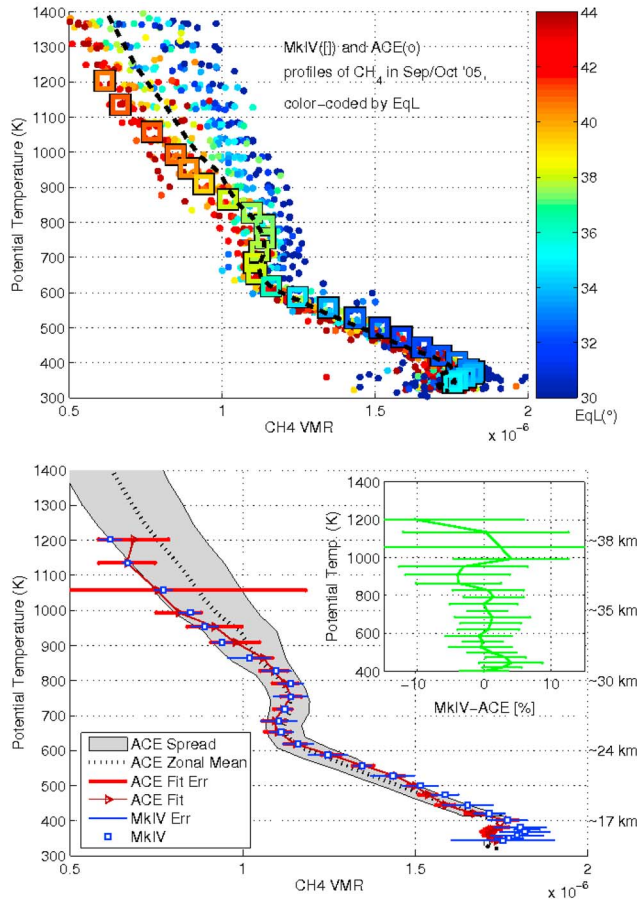 MkIV([]) and ACE(o)
profiles of CH4 in Sep/Oct '05,
color-coded by EqL
Potential Temperature (K)
1400
1300
1200
1100
1000
900
800
700
600
500
400
300
0.5
1
1.5
2
x 10-6
CH4 VMR
44
42
40
38
36
34
32
30
EqL(°)
Potential Temperature (K)
1400
1300
1200
1100
1000
900
800
700
600
500
400
300
0.5
1
1.5
2
x 10-6
CH4 VMR
ACE Spread
ACE Zonal Mean
ACE Fit Err
ACE Fit
MkIV Err
MkIV
Potential Temp. (K)
1400
1200
1000
800
600
400
−10
0
10
MkIV−ACE [%]
~38 km
~35 km
~30 km
~24 km
~17 km